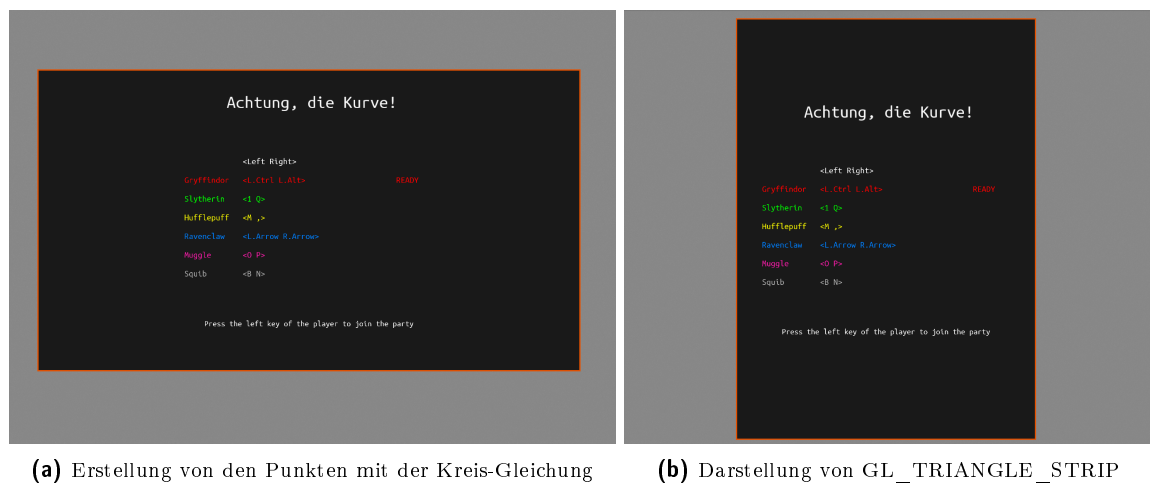 Achtung, die Kurve!
<Left Right>
Gryffindor <L.Ctrl L.Alt> READY
Slytherin <1 Q>
Hufflepuff <M ,>
Ravenclaw <L.Arrow R.Arrow>
Muggle <O P>
Squib <B N>
Press the left key of the player to join the party
(a) Erstellung von den Punkten mit der Kreis-Gleichung
Achtung, die Kurve!
<Left Right>
Gryffindor <L.Ctrl L.Alt> READY
Slytherin <1 Q>
Hufflepuff <M ,>
Ravenclaw <L.Arrow R.Arrow>
Muggle <O P>
Squib <B N>
Press the left key of the player to join the party
(b) Darstellung von GL_TRIANGLE_STRIP